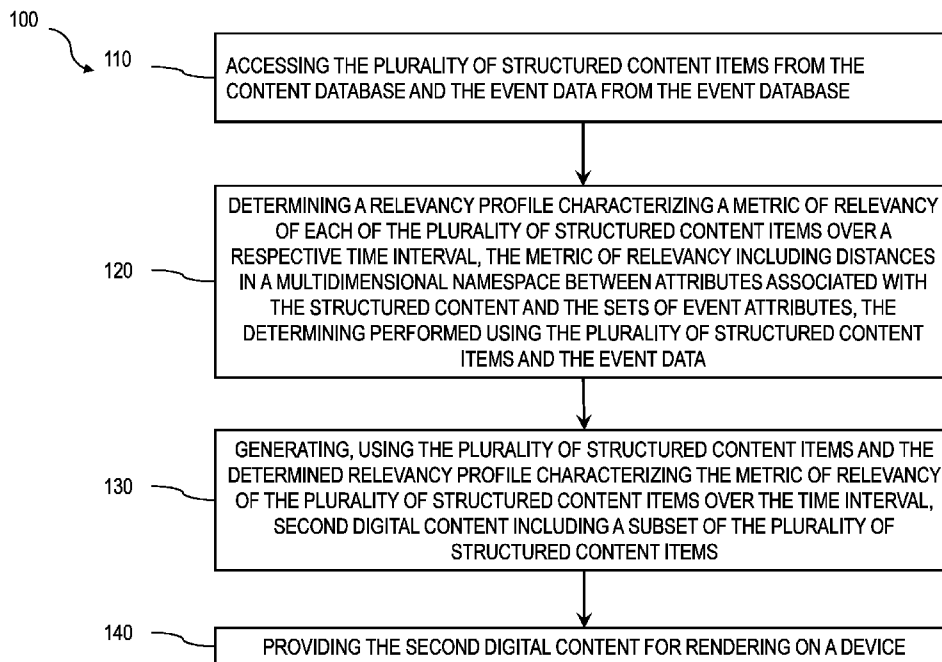 100
110
ACCESSING THE PLURALITY OF STRUCTURED CONTENT ITEMS FROM THE
CONTENT DATABASE AND THE EVENT DATA FROM THE EVENT DATABASE
120
DETERMINING A RELEVANCY PROFILE CHARACTERIZING A METRIC OF RELEVANCY
OF EACH OF THE PLURALITY OF STRUCTURED CONTENT ITEMS OVER A
RESPECTIVE TIME INTERVAL, THE METRIC OF RELEVANCY INCLUDING DISTANCES
IN A MULTIDIMENSIONAL NAMESPACE BETWEEN ATTRIBUTES ASSOCIATED WITH
THE STRUCTURED CONTENT AND THE SETS OF EVENT ATTRIBUTES, THE
DETERMINING PERFORMED USING THE PLURALITY OF STRUCTURED CONTENT
ITEMS AND THE EVENT DATA
130
GENERATING, USING THE PLURALITY OF STRUCTURED CONTENT ITEMS AND THE
DETERMINED RELEVANCY PROFILE CHARACTERIZING THE METRIC OF RELEVANCY
OF THE PLURALITY OF STRUCTURED CONTENT ITEMS OVER THE TIME INTERVAL,
SECOND DIGITAL CONTENT INCLUDING A SUBSET OF THE PLURALITY OF
STRUCTURED CONTENT ITEMS
140
PROVIDING THE SECOND DIGITAL CONTENT FOR RENDERING ON A DEVICE